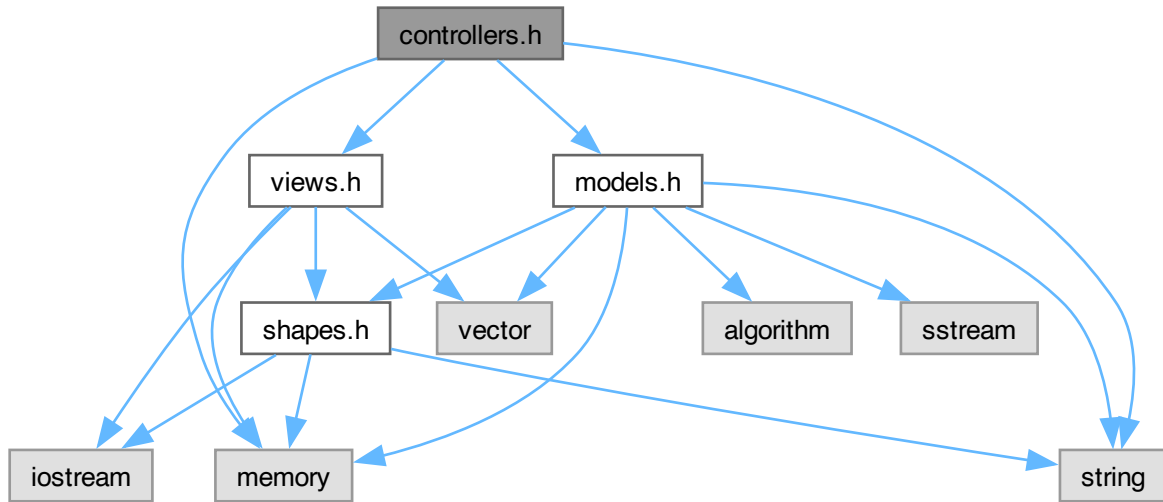 controllers.h
views.h
models.h
shapes.h
vector
algorithm
sstream
iostream
memory
string